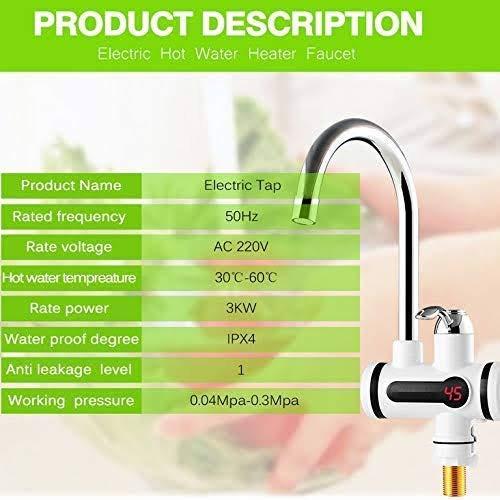 PRODUCT DESCRIPTION
Electric Hot Water Heater Faucet
Product Name Electric Tap
Rated frequency 50Hz
Rate voltage AC 220V
Hot water tempreature 30℃-60℃
Rate power 3KW
Water proof degree IPX4
Anti leakage level 1
Working pressure 0.04Mpa-0.3Mpa
45